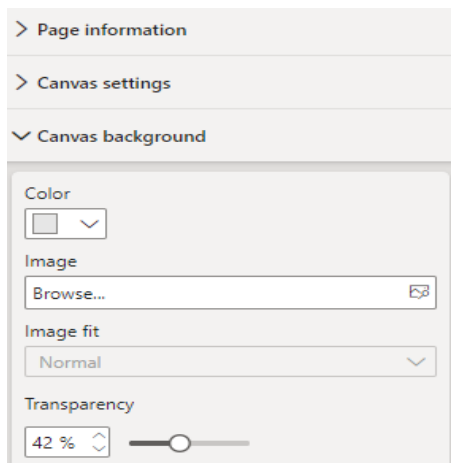 Page information
Canvas settings
Canvas background
Color
Image
Browse...
Image fit
Normal
Transparency
42 %